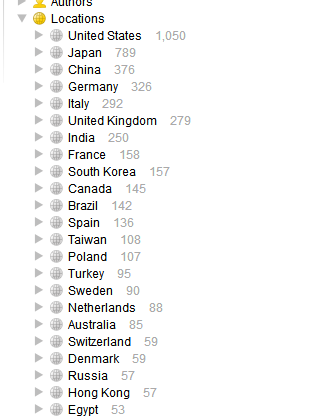 Authors
Locations
United States 1,050
Japan 789
China 376
Germany 326
Italy 292
United Kingdom 279
India 250
France 158
South Korea 157
Canada 145
Brazil 142
Spain 136
Taiwan 108
Poland 107
Turkey 95
Sweden 90
Netherlands 88
Australia 85
Switzerland 59
Denmark 59
Russia 57
Hong Kong 57
Egypt 53